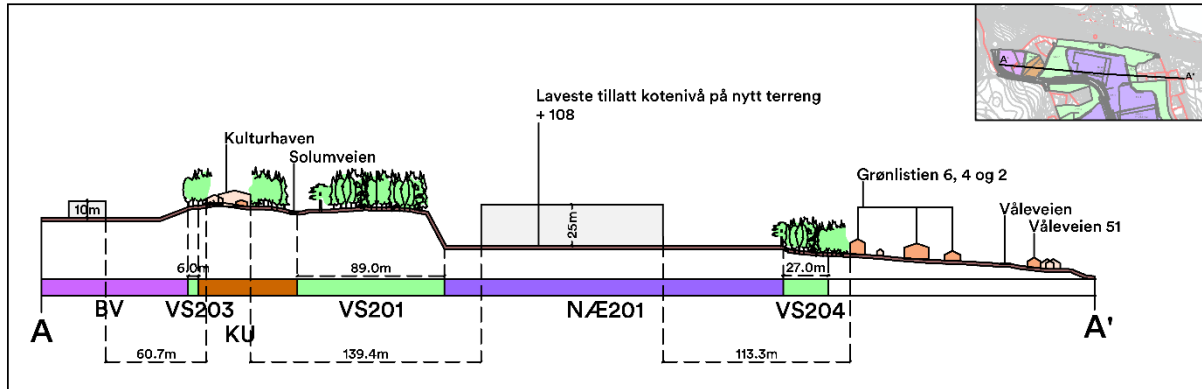 A
A'
Laveste tillatt kotenivå på nytt terreng
+ 108
Kulturhaven
Solumveien
Grønlistien 6, 4 og 2
Våleveien
Våleveien 51
10m
25m
6.0m
89.0m
27.0m
BV
VS203
VS201
NÆ201
VS204
A
KU
A'
60.7m
139.4m
113.3m